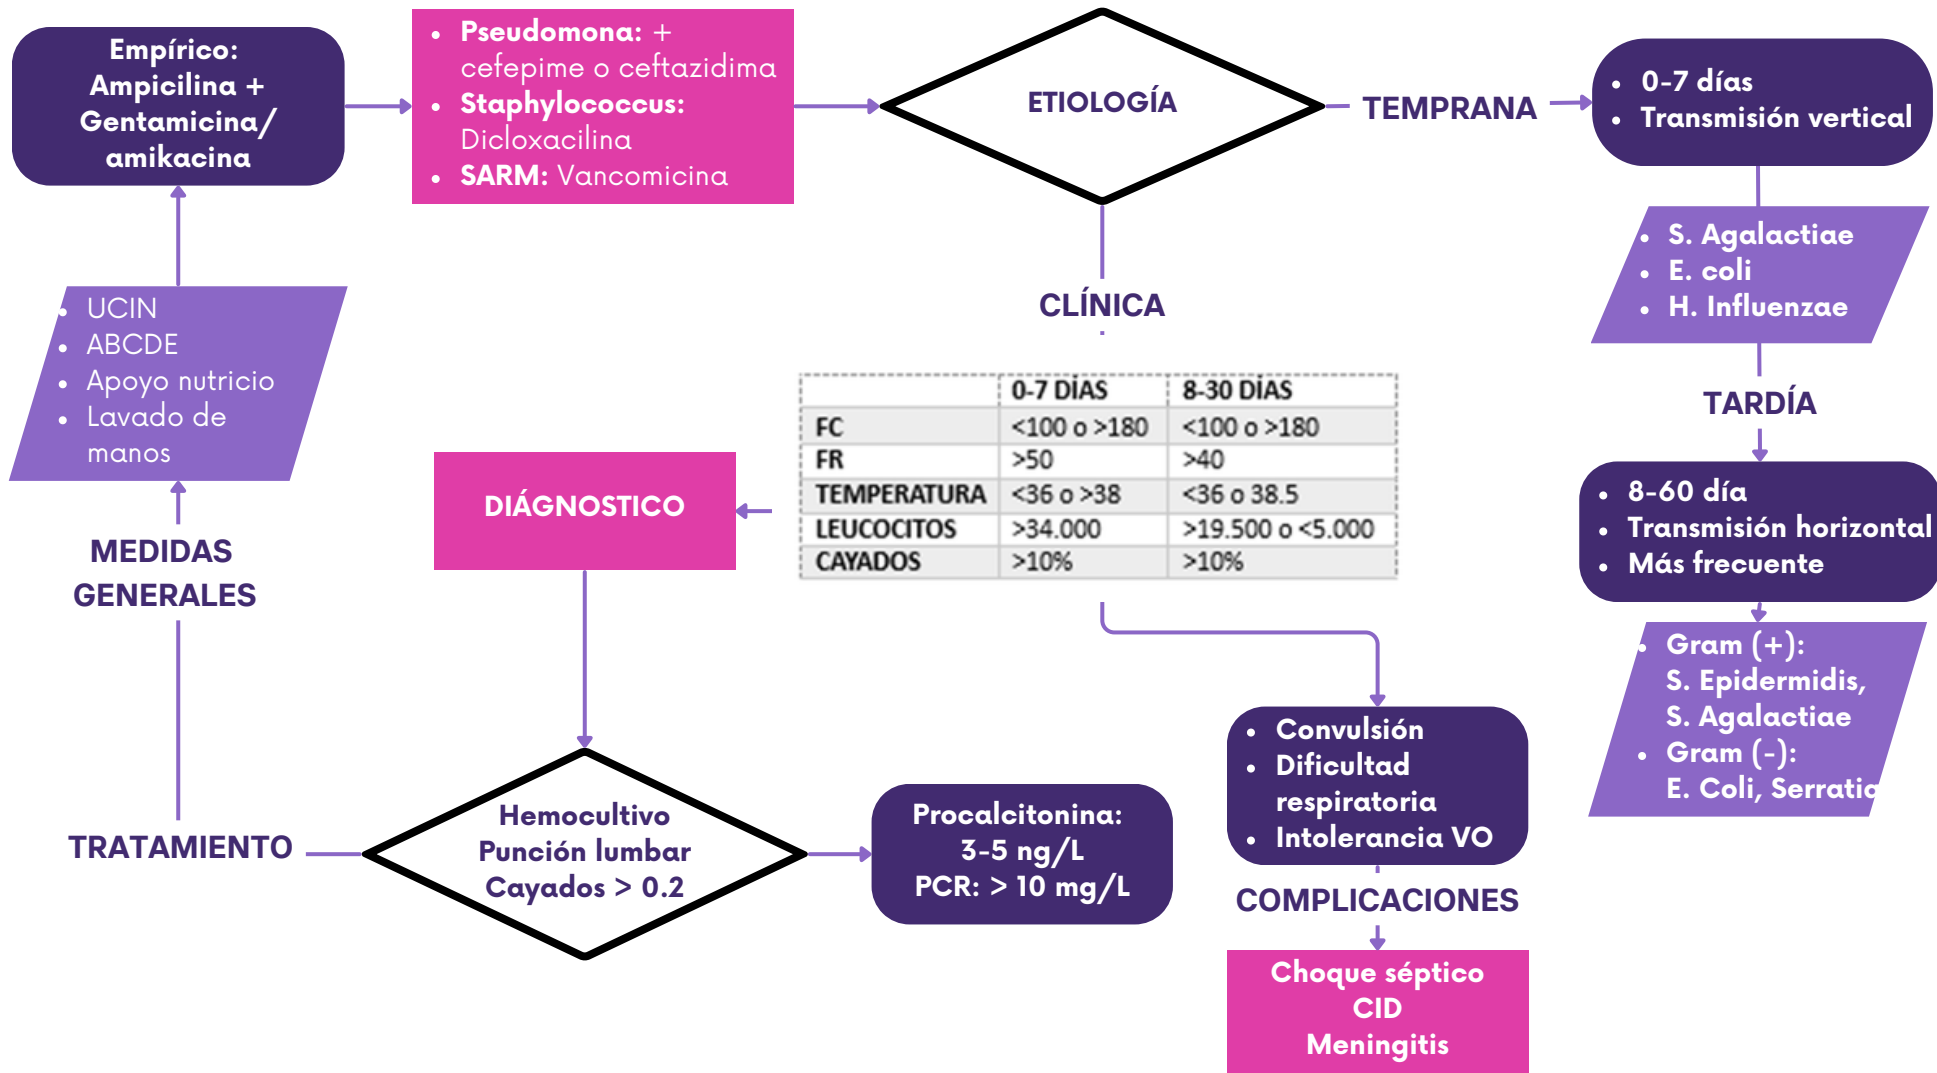 Empírico:
Ampicilina +
Gentamicina/
amikacina
• Pseudomona: +
cefepime o ceftazidima
• Staphylococcus:
Dicloxacilina
• SARM: Vancomicina
ETIOLOGÍA
TEMPRANA
• 0-7 días
• Transmisión vertical
• S. Agalactiae
• E. coli
• H. Influenzae
TARDÍA
• 8-60 día
• Transmisión horizontal
• Más frecuente
• Gram (+):
S. Epidermidis,
S. Agalactiae
• Gram (-):
E. Coli, Serratia
CLÍNICA
0-7 DÍAS 8-30 DÍAS
FC <100 o >180 <100 o >180
FR >50 >40
TEMPERATURA <36 o >38 <36 o 38.5
LEUCOCITOS >34.000 >19.500 o <5.000
CAYADOS >10% >10%
• Convulsión
• Dificultad
respiratoria
• Intolerancia VO
COMPLICACIONES
Choque séptico
CID
Meningitis
DIÁGNOSTICO
Hemocultivo
Punción lumbar
Cayados > 0.2
Procalcitonina:
3-5 ng/L
PCR: > 10 mg/L
TRATAMIENTO
MEDIDAS
GENERALES
• UCIN
• ABCDE
• Apoyo nutricio
• Lavado de
manos